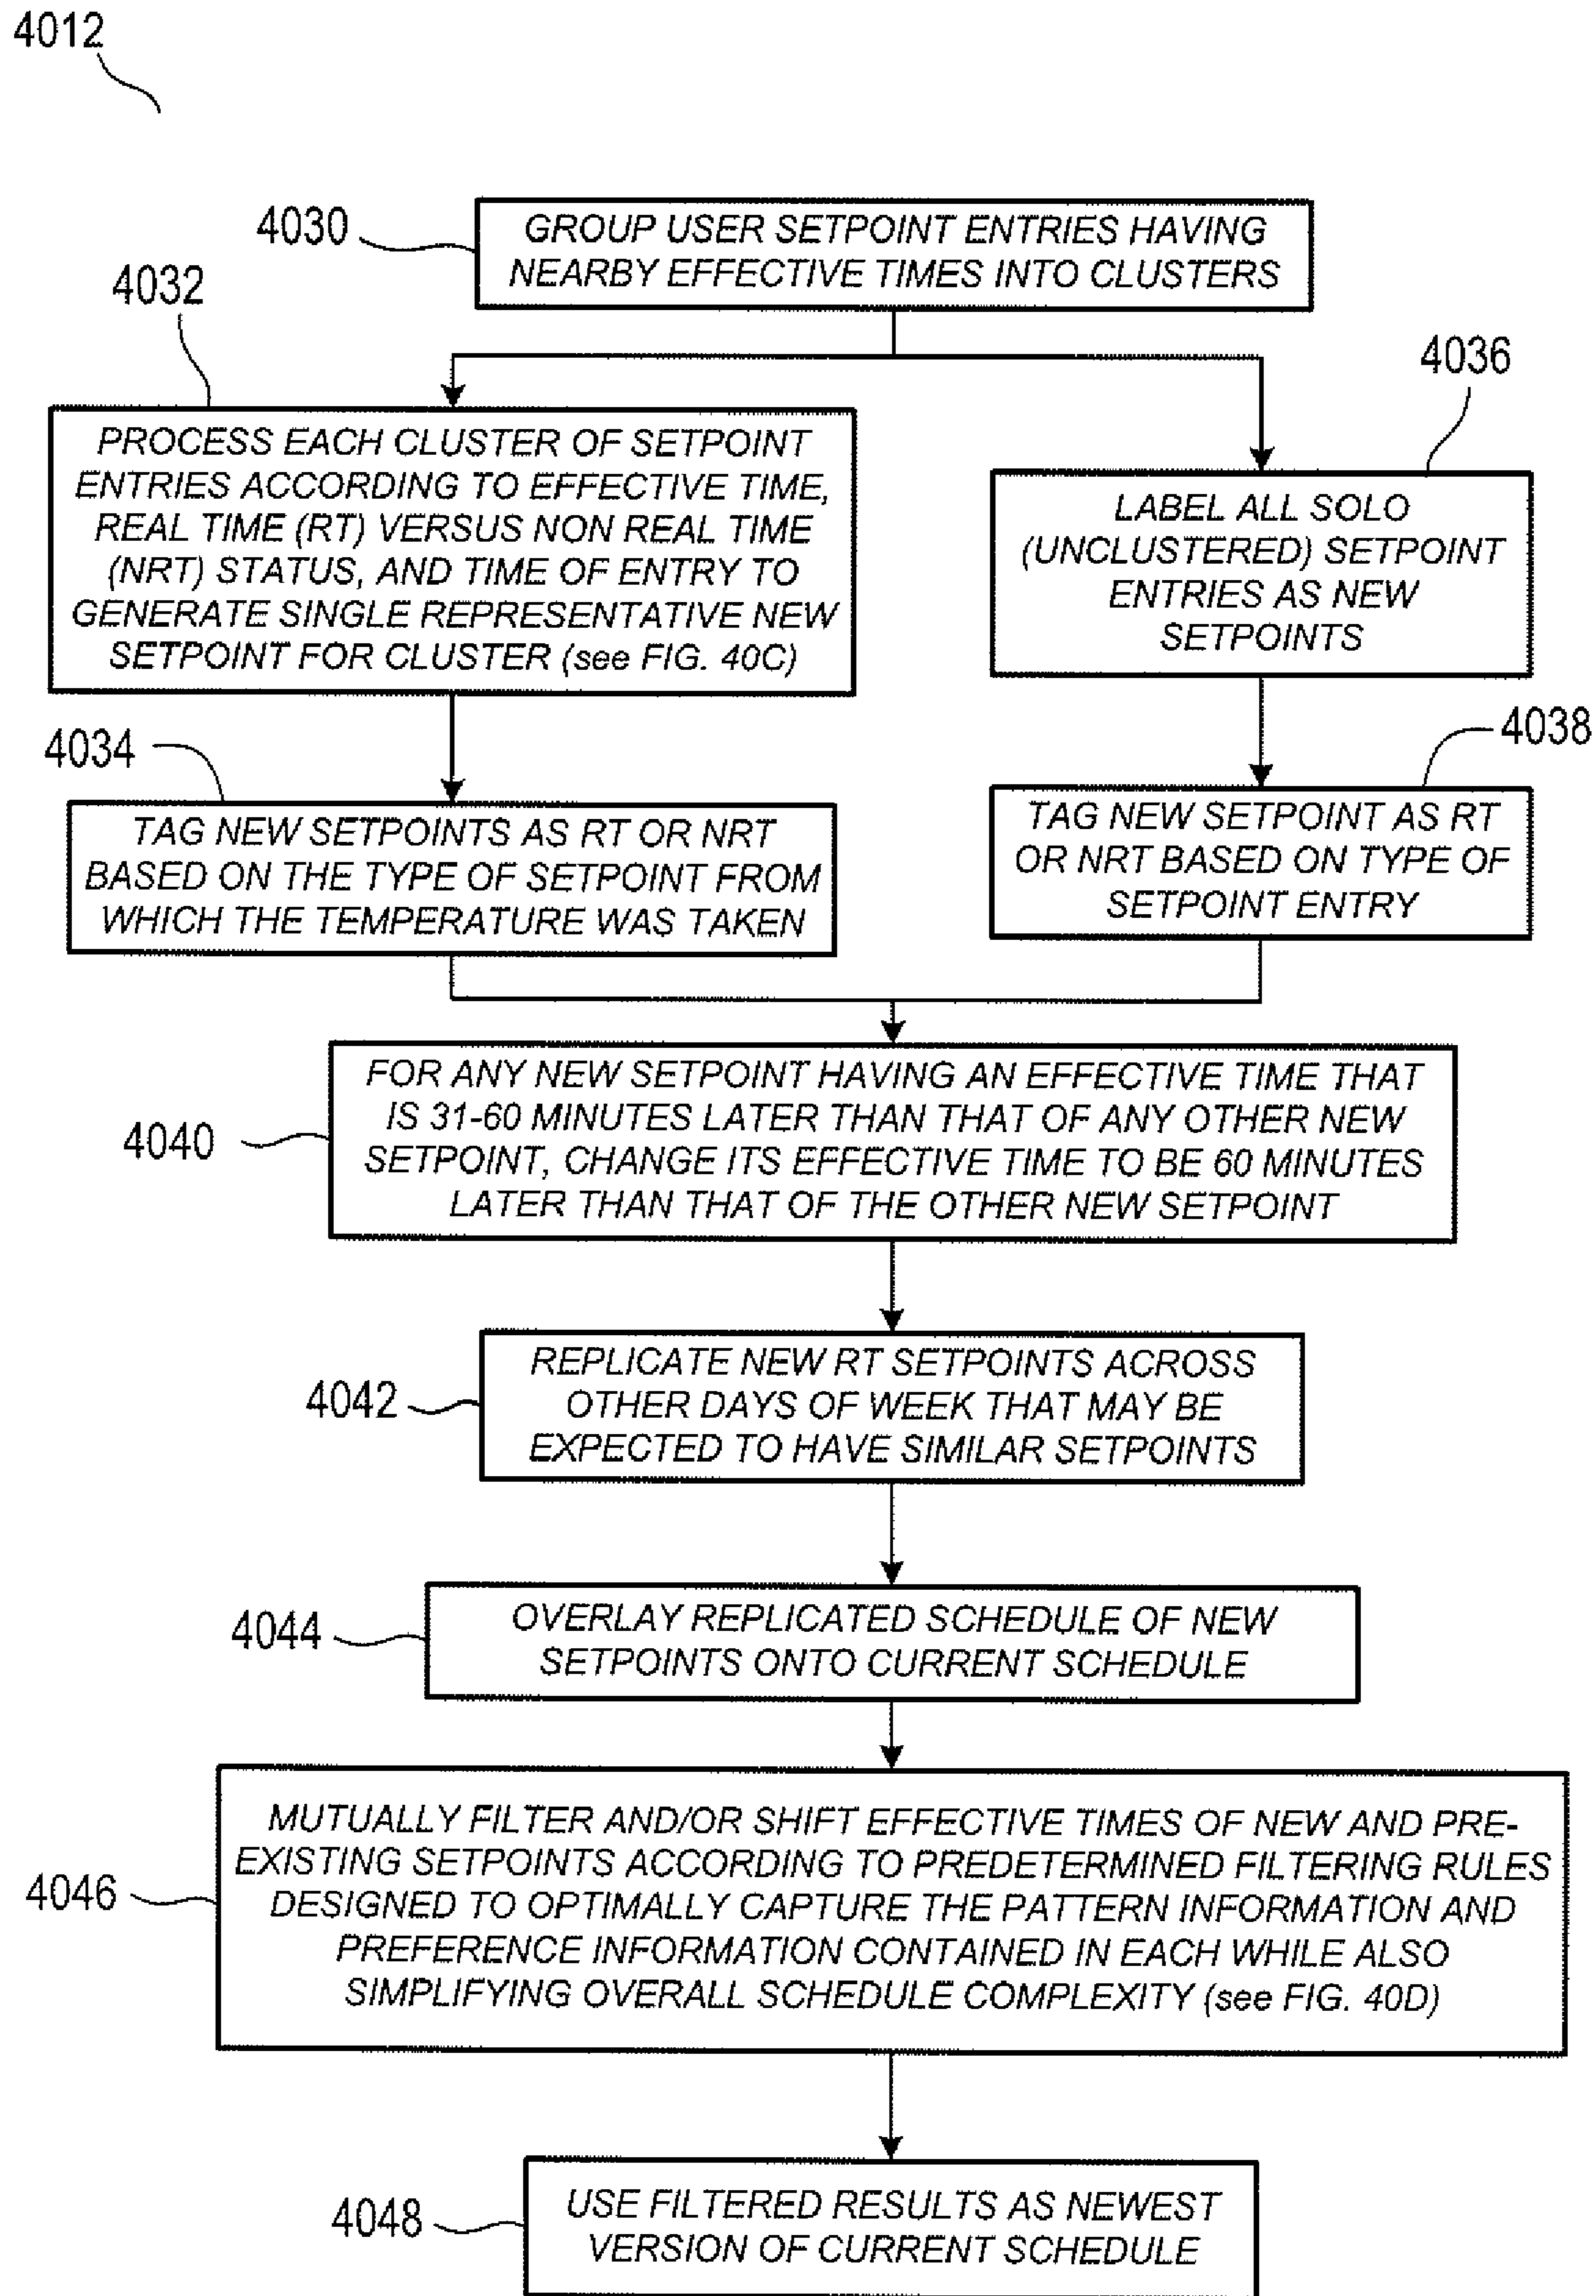 4012
4030
GROUP USER SETPOINT ENTRIES HAVING
NEARBY EFFECTIVE TIMES INTO CLUSTERS
4032
PROCESS EACH CLUSTER OF SETPOINT
ENTRIES ACCORDING TO EFFECTIVE TIME,
REAL TIME (RT) VERSUS NON REAL TIME
(NRT) STATUS, AND TIME OF ENTRY TO
GENERATE SINGLE REPRESENTATIVE NEW
SETPOINT FOR CLUSTER (see FIG. 40C)
4036
LABEL ALL SOLO
(UNCLUSTERED) SETPOINT
ENTRIES AS NEW
SETPOINTS
4034
TAG NEW SETPOINTS AS RT OR NRT
BASED ON THE TYPE OF SETPOINT FROM
WHICH THE TEMPERATURE WAS TAKEN
4038
TAG NEW SETPOINT AS RT
OR NRT BASED ON TYPE OF
SETPOINT ENTRY
4040
FOR ANY NEW SETPOINT HAVING AN EFFECTIVE TIME THAT
IS 31-60 MINUTES LATER THAN THAT OF ANY OTHER NEW
SETPOINT, CHANGE ITS EFFECTIVE TIME TO BE 60 MINUTES
LATER THAN THAT OF THE OTHER NEW SETPOINT
4042
REPLICATE NEW RT SETPOINTS ACROSS
OTHER DAYS OF WEEK THAT MAY BE
EXPECTED TO HAVE SIMILAR SETPOINTS
4044
OVERLAY REPLICATED SCHEDULE OF NEW
SETPOINTS ONTO CURRENT SCHEDULE
4046
MUTUALLY FILTER AND/OR SHIFT EFFECTIVE TIMES OF NEW AND PRE-
EXISTING SETPOINTS ACCORDING TO PREDETERMINED FILTERING RULES
DESIGNED TO OPTIMALLY CAPTURE THE PATTERN INFORMATION AND
PREFERENCE INFORMATION CONTAINED IN EACH WHILE ALSO
SIMPLIFYING OVERALL SCHEDULE COMPLEXITY (see FIG. 40D)
4048
USE FILTERED RESULTS AS NEWEST
VERSION OF CURRENT SCHEDULE